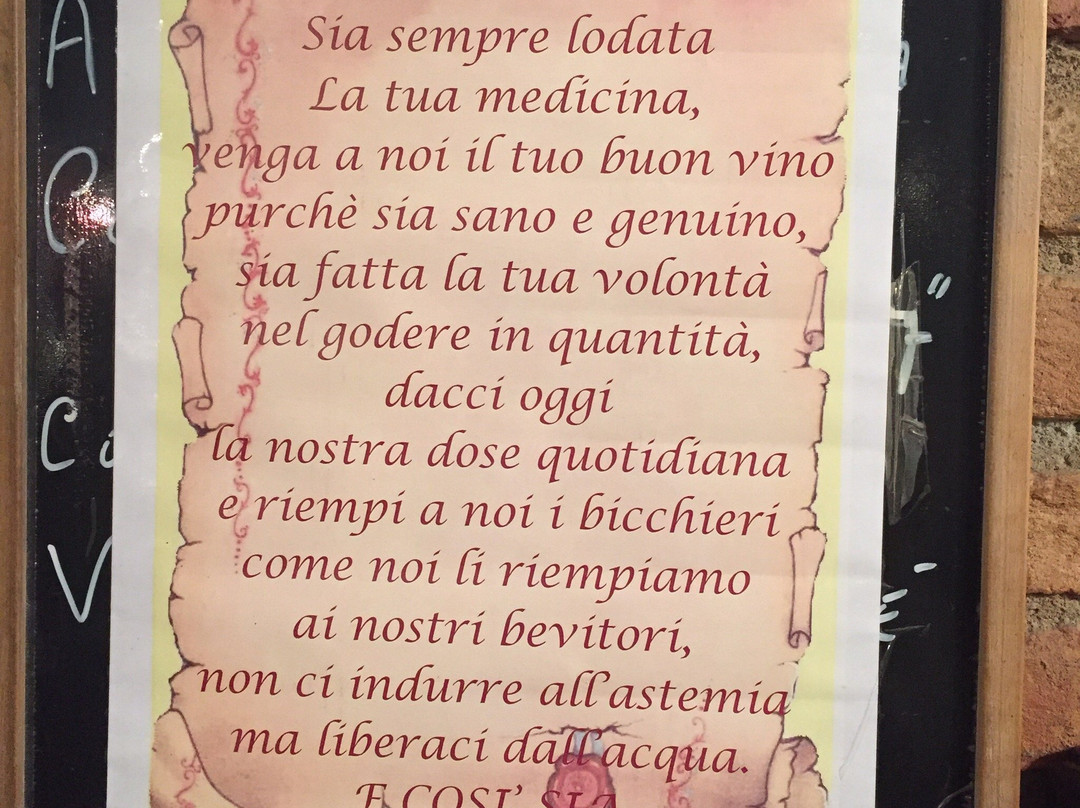 Sia sempre lodata
La tua medicina,
venga a noi il tuo buon vino
purchè sia sano e genuino,
sia fatta la tua volontà
nel godere in quantità,
dacci oggi
la nostra dose quotidiana
e riempi a noi i bicchieri
come noi li riempiamo
ai nostri bevitori,
non ci indurre all'astemia
ma liberaci dall'acqua.
E COSI' SIA